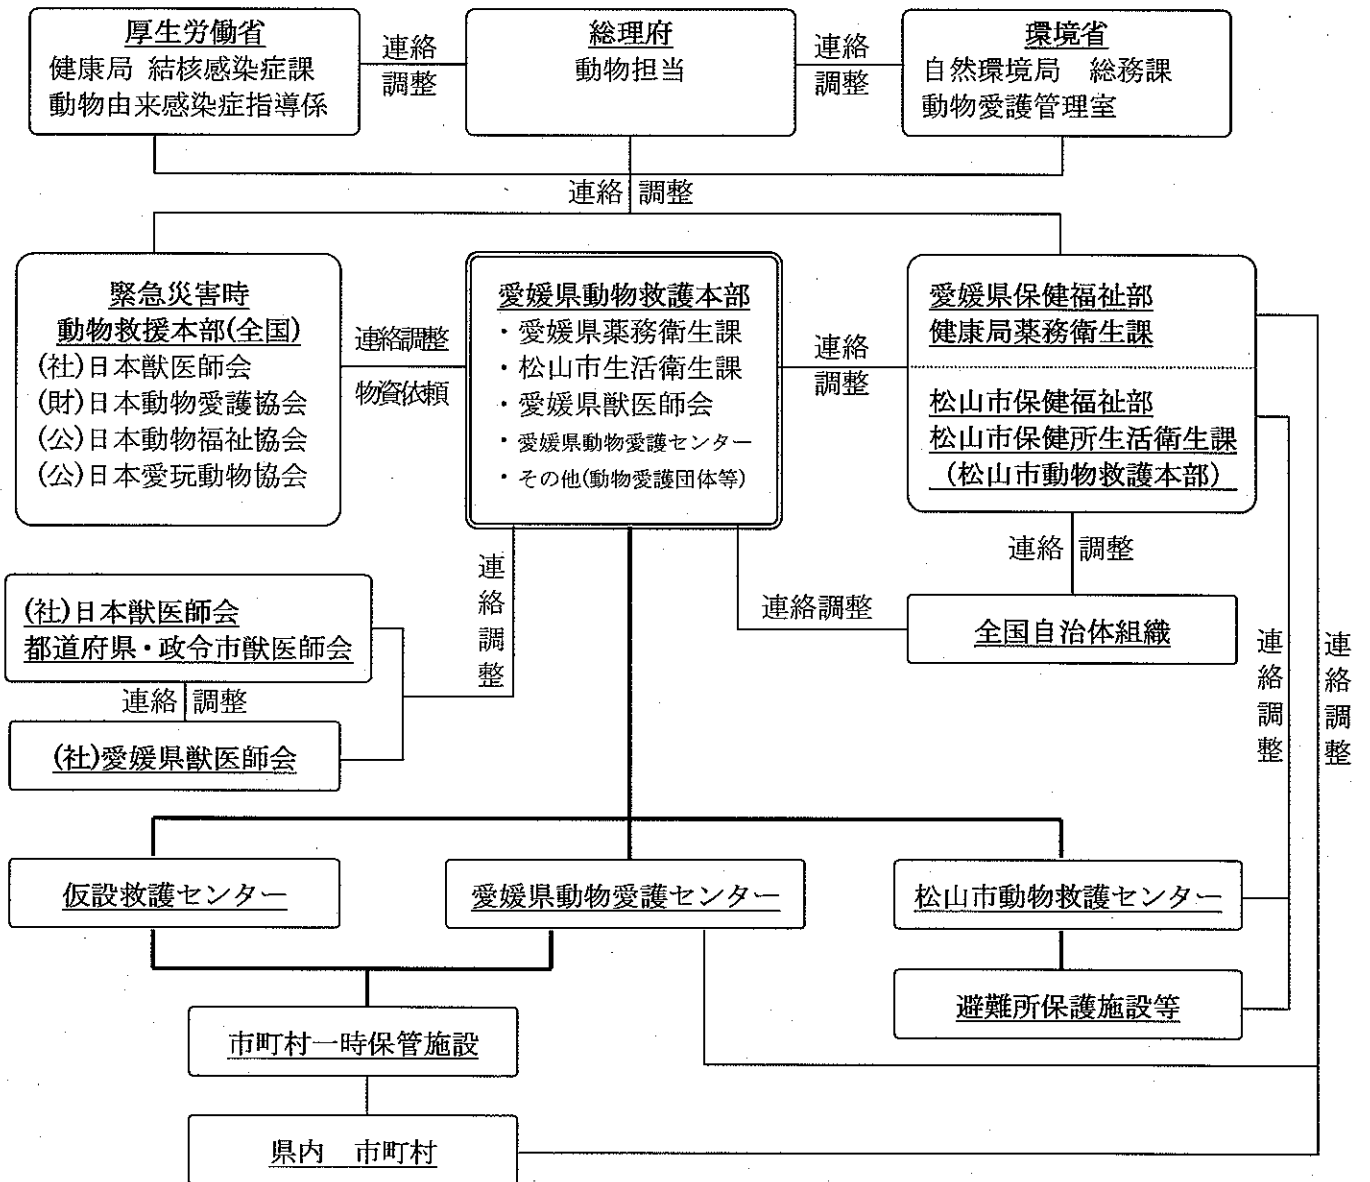 厚生労働省
健康局 結核感染症課
動物由来感染症指導係
連絡
調整
総理府
動物担当
連絡
調整
環境省
自然環境局 総務課
動物愛護管理室
連絡 調整
緊急災害時
動物救援本部(全国)
(社)日本獣医師会
(財)日本動物愛護協会
(公)日本動物福祉協会
(公)日本愛玩動物協会
連絡調整
物資依頼
愛媛県動物救護本部
・愛媛県薬務衛生課
・松山市生活衛生課
・愛媛県獣医師会
・愛媛県動物愛護センター
・その他(動物愛護団体等)
連絡
調整
愛媛県保健福祉部
健康局薬務衛生課
松山市保健福祉部
松山市保健所生活衛生課
(松山市動物救護本部)
連絡調整
連絡 調整
連絡調整
全国自治体組織
(社)日本獣医師会
都道府県・政令市獣医師会
連絡 調整
(社)愛媛県獣医師会
連絡調整
連絡調整
仮設救護センター
愛媛県動物愛護センター
松山市動物救護センター
避難所保護施設等
市町村一時保管施設
県内 市町村